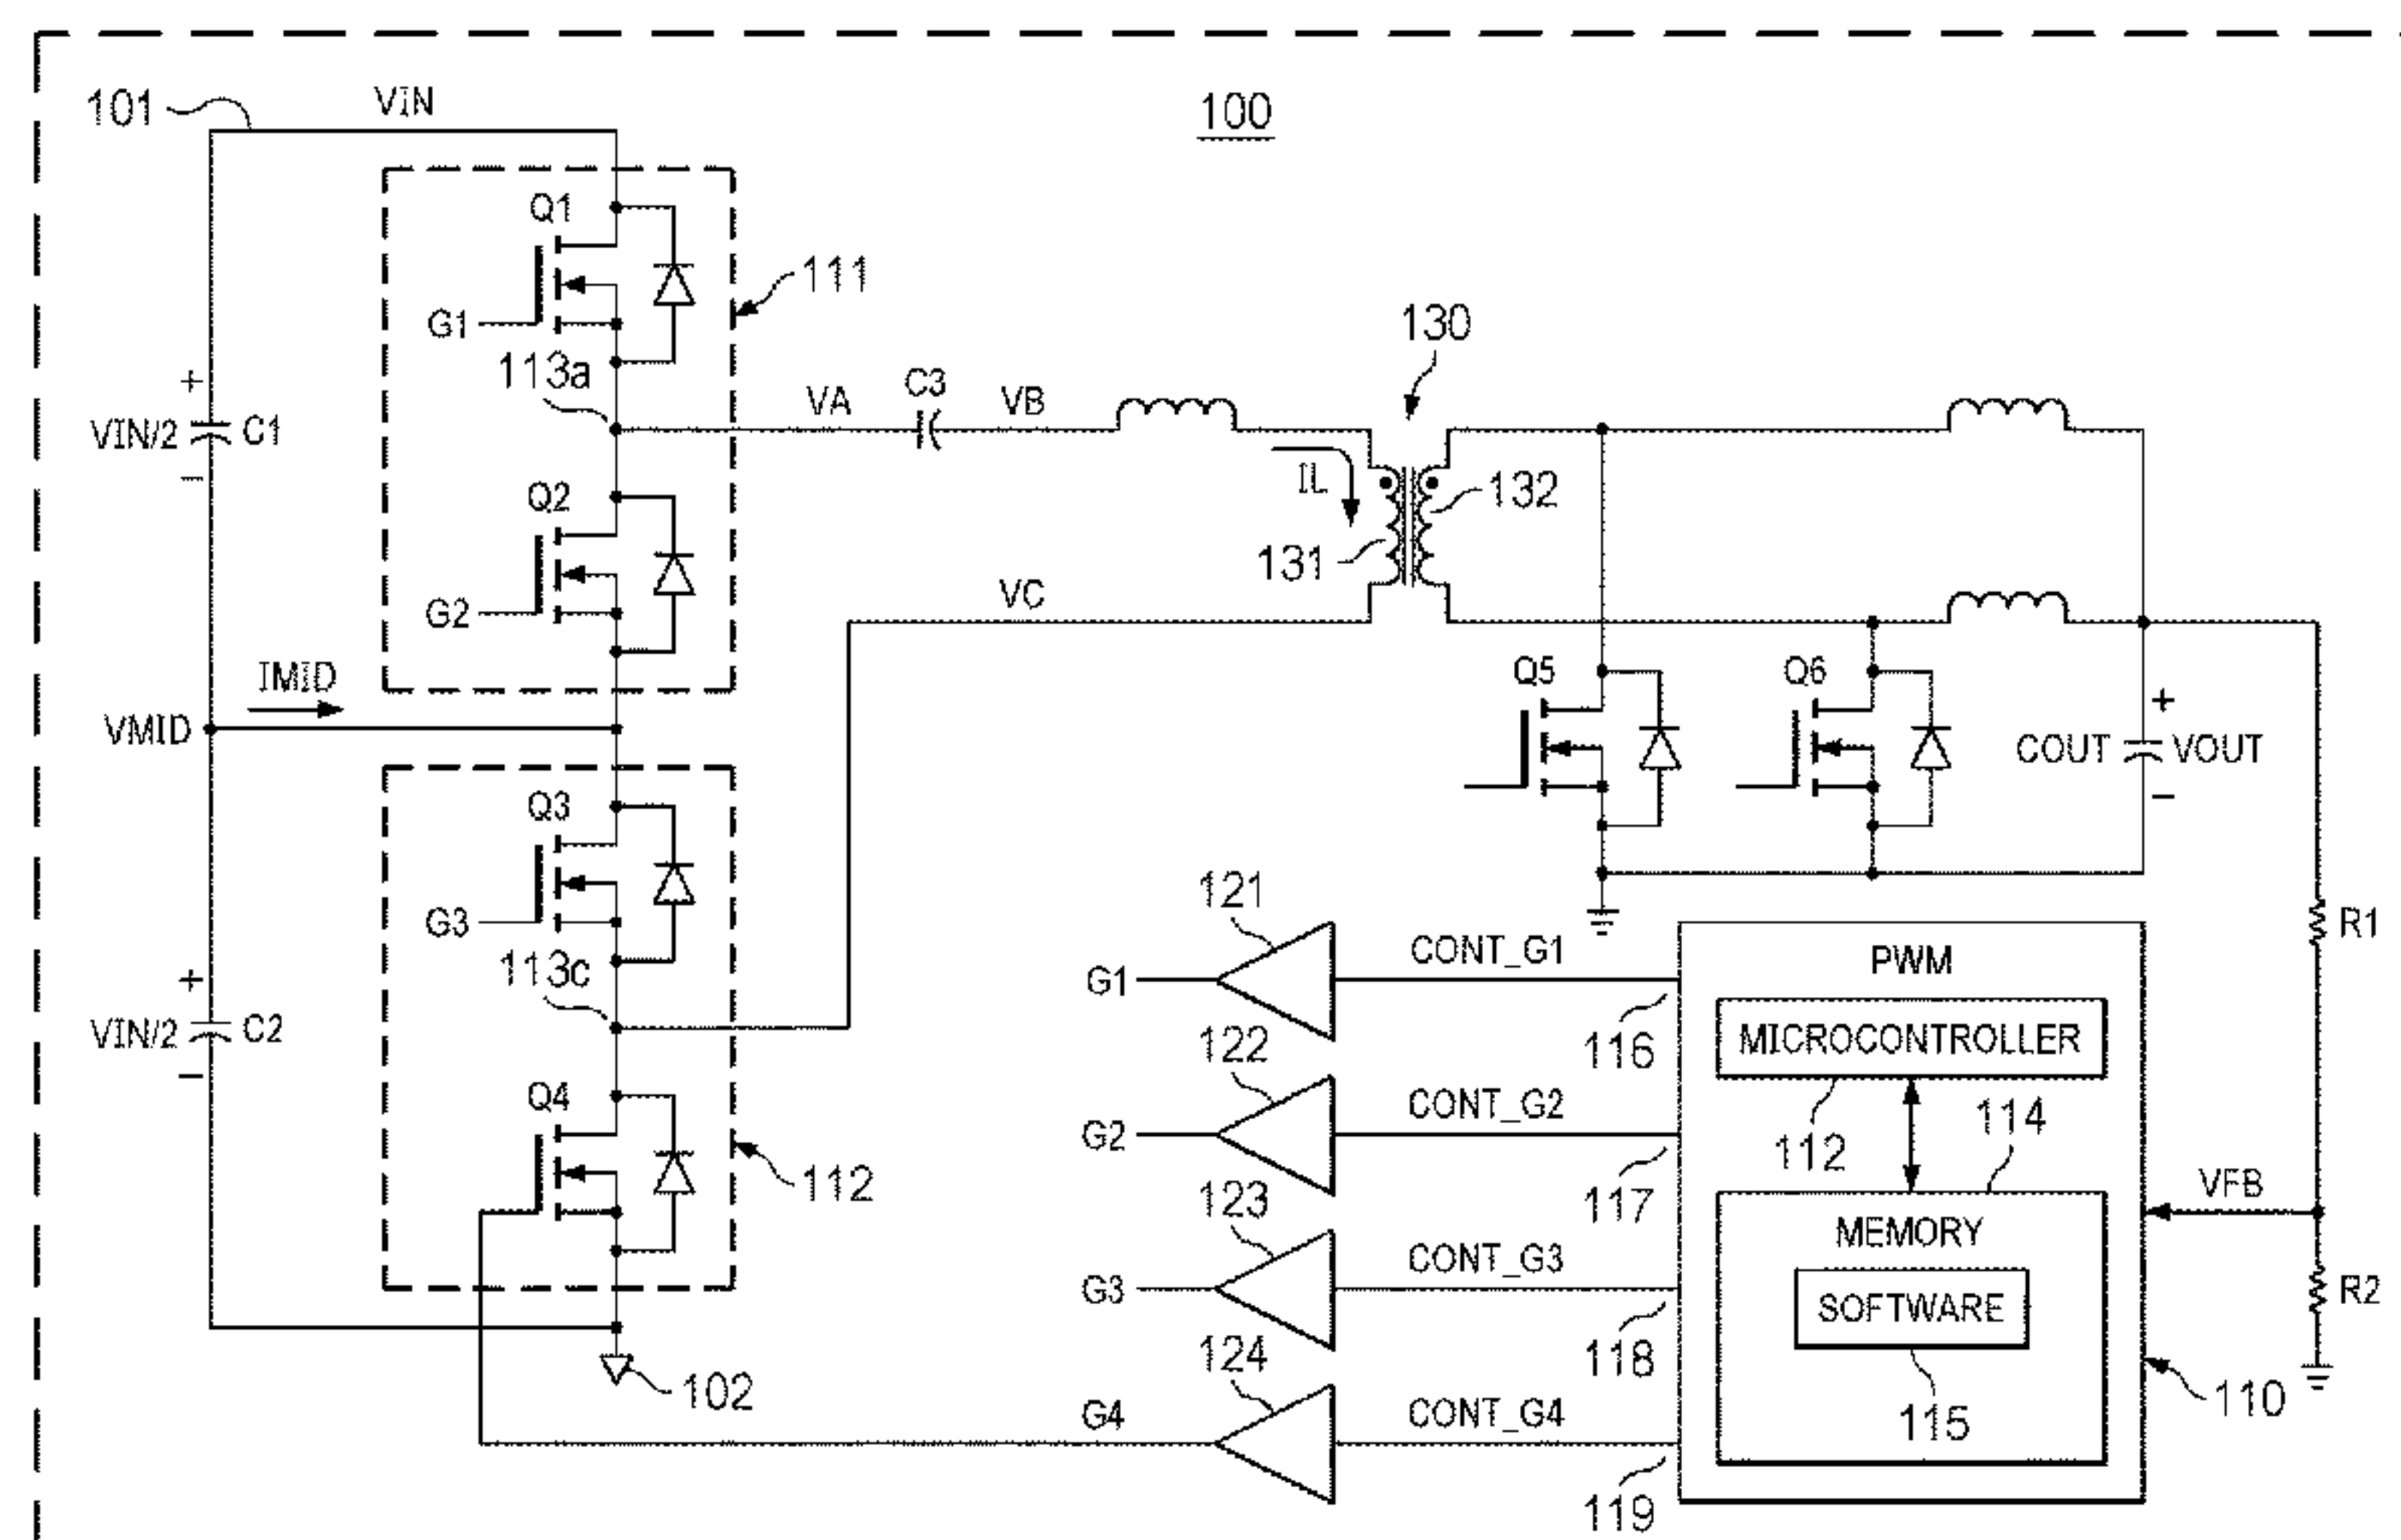 100
101
VIN
Q1
111
G1
113a
130
+
VIN/2
C1
−
VA
C3
VB
IL
132
131
Q2
G2
VC
IMID
VMID
Q5
Q6
+
COUT
VOUT
−
Q3
G3
113c
121
CONT_G1
G1
116
PWM
R1
+
VIN/2
C2
−
MICROCONTROLLER
122
CONT_G2
G2
117
112
114
Q4
112
VFB
123
CONT_G3
G3
118
MEMORY
SOFTWARE
R2
102
124
G4
CONT_G4
119
115
110